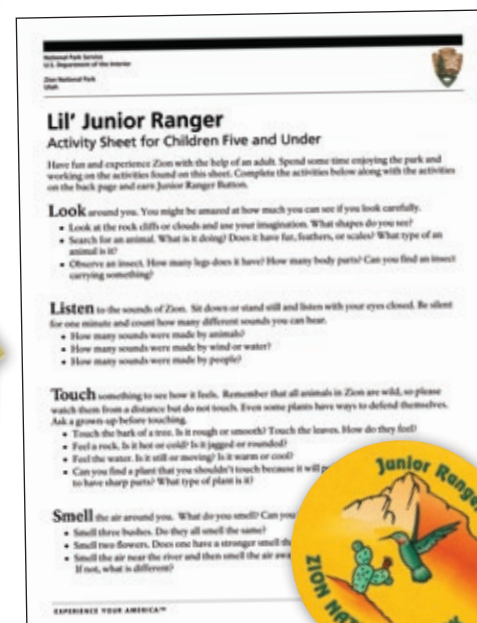 National Park Service
U.S. Department of the Interior
Zion National Park
Utah
Lil' Junior Ranger
Activity Sheet for Children Five and Under
Have fun and experience Zion with the help of an adult. Spend some time enjoying the park and
working on the activities found on this sheet. Complete the activities below along with the activities
on the back page and earn Junior Ranger Button.
Look around you. You might be amazed at how much you can see if you look carefully.
• Look at the rock cliffs or clouds and use your imagination. What shapes do you see?
• Search for an animal. What is it doing? Does it have fur, feathers, or scales? What type of an
animal is it?
• Observe an insect. How many legs does it have? How many body parts? Can you find an insect
carrying something?
Listen to the sounds of Zion. Sit down or stand still and listen with your eyes closed. Be silent
for one minute and count how many different sounds you can hear.
• How many sounds were made by animals?
• How many sounds were made by wind or water?
• How many sounds were made by people?
Touch something to see how it feels. Remember that all animals in Zion are wild, so please
watch them from a distance but do not touch. Even some plants have ways to defend themselves.
Ask a grown-up before touching.
• Touch the bark of a tree. Is it rough or smooth? Touch the leaves. How do they feel?
• Feel a rock. Is it hot or cold? Is it jagged or rounded?
• Feel the water. Is it still or moving? Is it warm or cool?
• Can you find a plant that you shouldn't touch because it will
to have sharp parts? What type of plant is it?
Smell the air around you. What do you smell? Can you
• Smell three bushes. Do they all smell the same?
• Smell two flowers. Does one have a stronger smell
• Smell the air near the river and then smell the air
If not, what is different?
EXPERIENCE YOUR AMERICA™
Junior Ranger
ZION